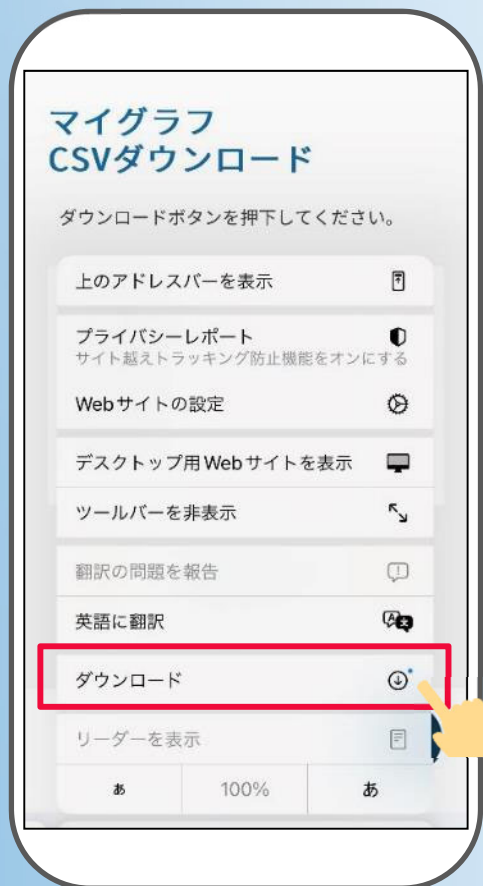 マイグラフ
CSVダウンロード
ダウンロードボタンを押下してください。
上のアドレスバーを表示
プライバシーレポート
サイト越えトラッキング防止機能をオンにする
Webサイトの設定
デスクトップ用Webサイトを表示
ツールバーを非表示
翻訳の問題を報告
英語に翻訳
ダウンロード
リーダーを表示
あ 100% あ